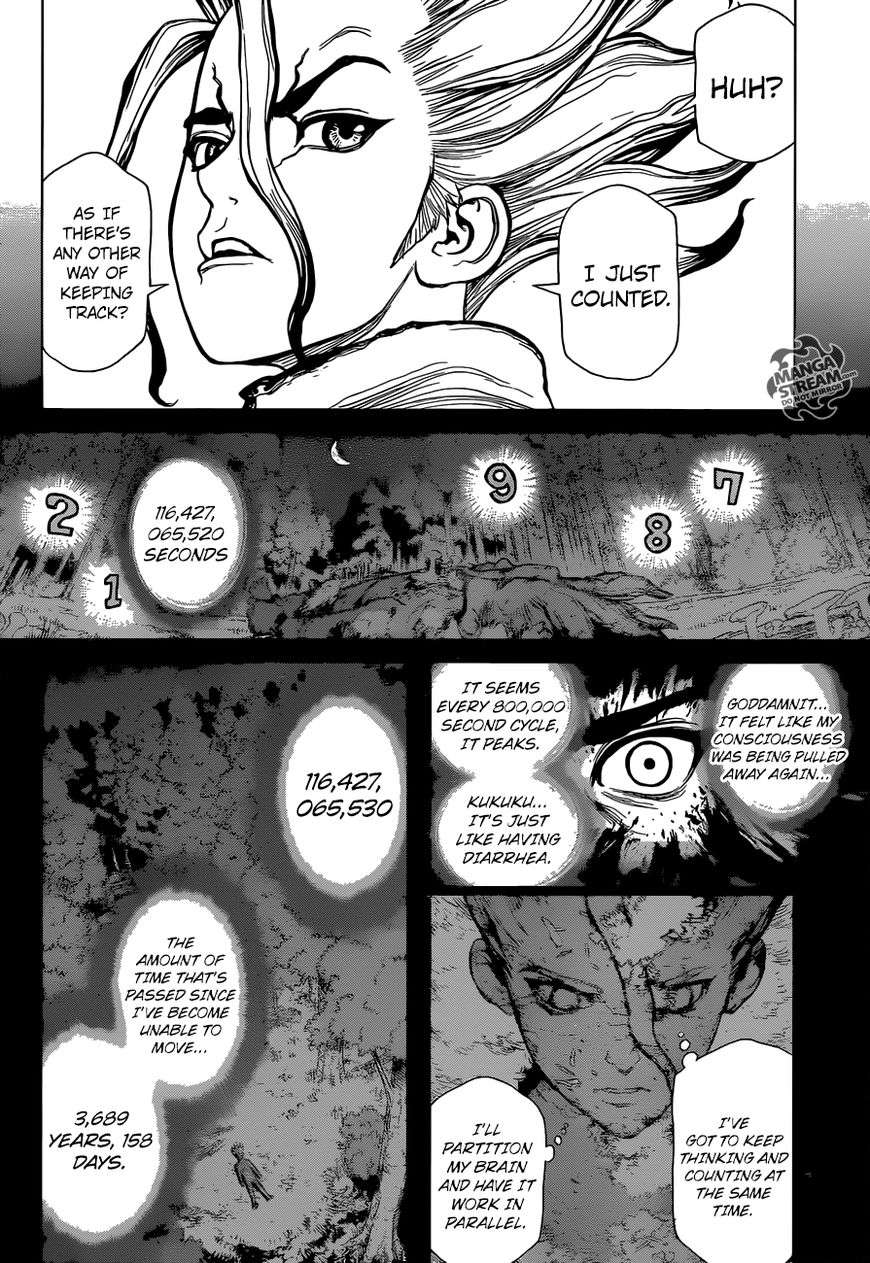 HUH?
I JUST
COUNTED.
AS IF
THERE'S
ANY OTHER
WAY OF
KEEPING
TRACK?
MANGA
STREAM.com
DO NOT MIRROR
7
8
9
116,427,
065,520
SECONDS
1
2
GODDAMNIT...
IT FELT LIKE MY
CONSCIOUSNESS
WAS BEING PULLED
AWAY AGAIN...
IT SEEMS
EVERY 800,000
SECOND CYCLE,
IT PEAKS.
KUKUKU...
IT'S JUST
LIKE HAVING
DIARRHEA.
I'VE
GOT TO KEEP
THINKING AND
COUNTING AT
THE SAME
TIME.
I'LL
PARTITION
MY BRAIN
AND HAVE IT
WORK IN
PARALLEL.
116,427,
065,530
THE
AMOUNT OF
TIME THAT'S
PASSED SINCE
I'VE BECOME
UNABLE TO
MOVE...
3,689
YEARS, 158
DAYS.